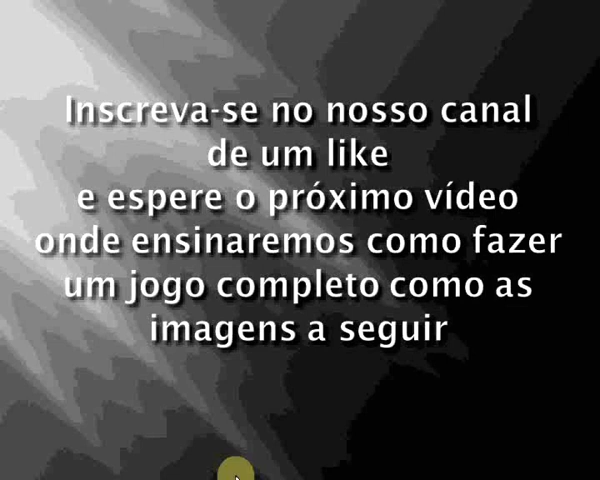 Inscreva-se no nosso canal
de um like
e espere o próximo vídeo
onde ensinaremos como fazer
um jogo completo como as
imagens a seguir